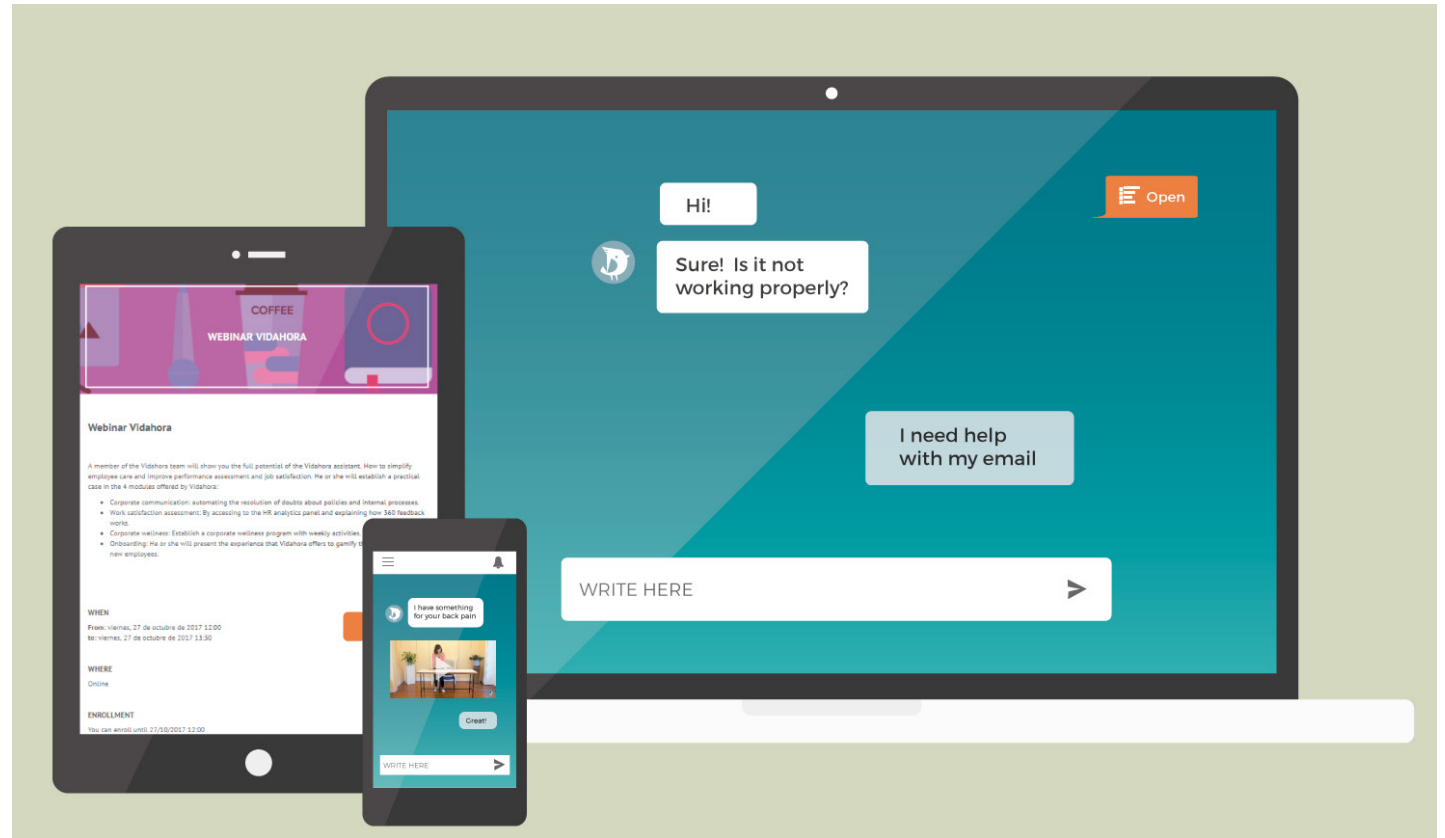 Hi!
Open
Sure! Is it not
working properly?
I need help
with my email
WRITE HERE
COFFEE
WEBINAR VIDAHORA
Webinar Vidahora
A member of the Vidahora team will show you the full potential of the Vidahora assistant. How to simplify
employee care and improve performance assessment and job satisfaction. He or she will establish a practical
case in the 4 modules offered by Vidahora:
• Corporate communication: automating the resolution of doubts about policies and internal processes.
• Work satisfaction assessment: By accessing to the HR analytics panel and explaining how 360 feedback
works.
• Corporate wellness: Establish a corporate wellness program with weekly activities.
• Onboarding: He or she will present the experience that Vidahora offers to gamify
new employees.
WHEN
From: viernes, 27 de octubre de 2017 12:00
to: viernes, 27 de octubre de 2017 13:30
WHERE
Online
ENROLLMENT
You can enroll until 27/10/2017 12:00
I have something
for your back pain
Great!
WRITE HERE